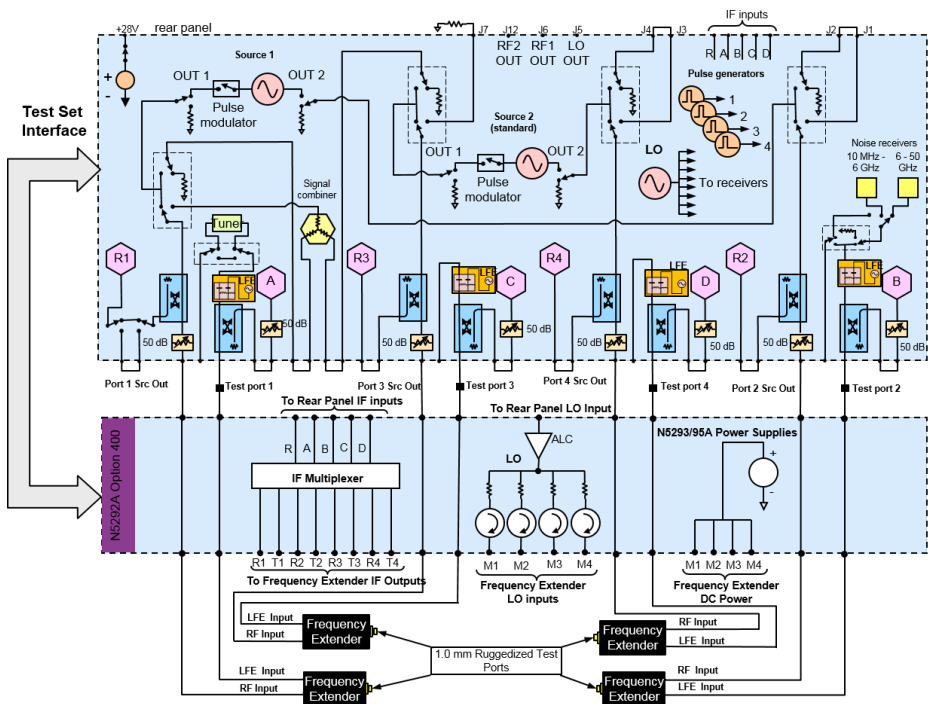 +28V
rear panel
IF inputs
J7 J12 J6 J5 J4 J3 J2 J1
RF2 OUT
RF1 OUT
LO OUT
R A B C D
Source 1
OUT 1
OUT 2
Pulse modulator
+
-
Pulse generators
1
2
3
4
Test Set Interface
Source 2 (standard)
OUT 1
OUT 2
Pulse modulator
LO
To receivers
Noise receivers
10 MHz - 6 GHz
6 - 50 GHz
Signal combiner
Tune
R1
LFE
A
R3
LFE
C
R4
LFE
D
R2
LFE
B
50 dB
50 dB
50 dB
50 dB
50 dB
50 dB
50 dB
50 dB
Port 1 Src Out
Test port 1
Port 3 Src Out
Test port 3
Port 4 Src Out
Test port 4
Port 2 Src Out
Test port 2
To Rear Panel IF inputs
To Rear Panel LO Input
N5292A Option 400
R A B C D
IF Multiplexer
R1 T1 R2 T2 R3 T3 R4 T4
To Frequency Extender IF Outputs
ALC
LO
M1 M2 M3 M4
Frequency Extender LO inputs
N5293/95A Power Supplies
+
-
M1 M2 M3 M4
Frequency Extender DC Power
LFE Input
RF Input
Frequency Extender
1.0 mm Ruggedized Test Ports
Frequency Extender
RF Input
LFE Input
LFE Input
RF Input
Frequency Extender
Frequency Extender
RF Input
LFE Input